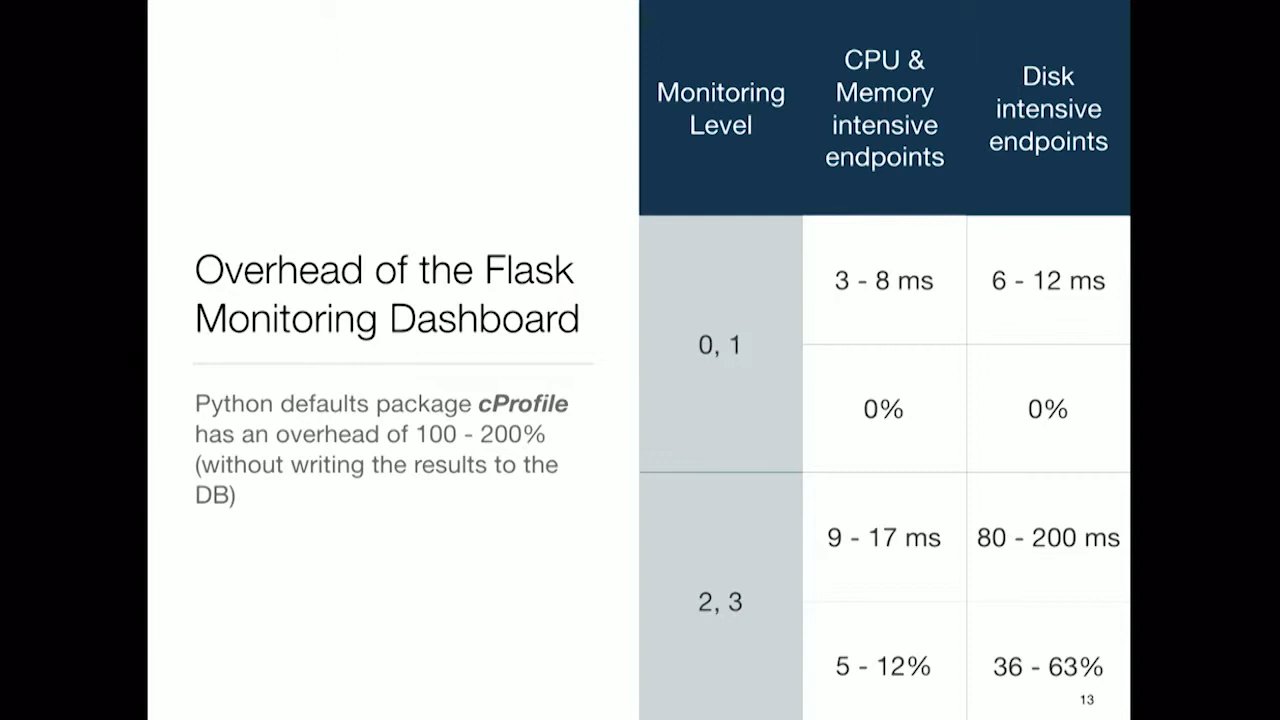 Overhead of the Flask
Monitoring Dashboard
Python defaults package cProfile
has an overhead of 100 - 200%
(without writing the results to the
DB)
Monitoring
Level
CPU &
Memory
intensive
endpoints
Disk
intensive
endpoints
0, 1
3 - 8 ms
6 - 12 ms
0%
0%
2, 3
9 - 17 ms
80 - 200 ms
5 - 12%
36 - 63%
13